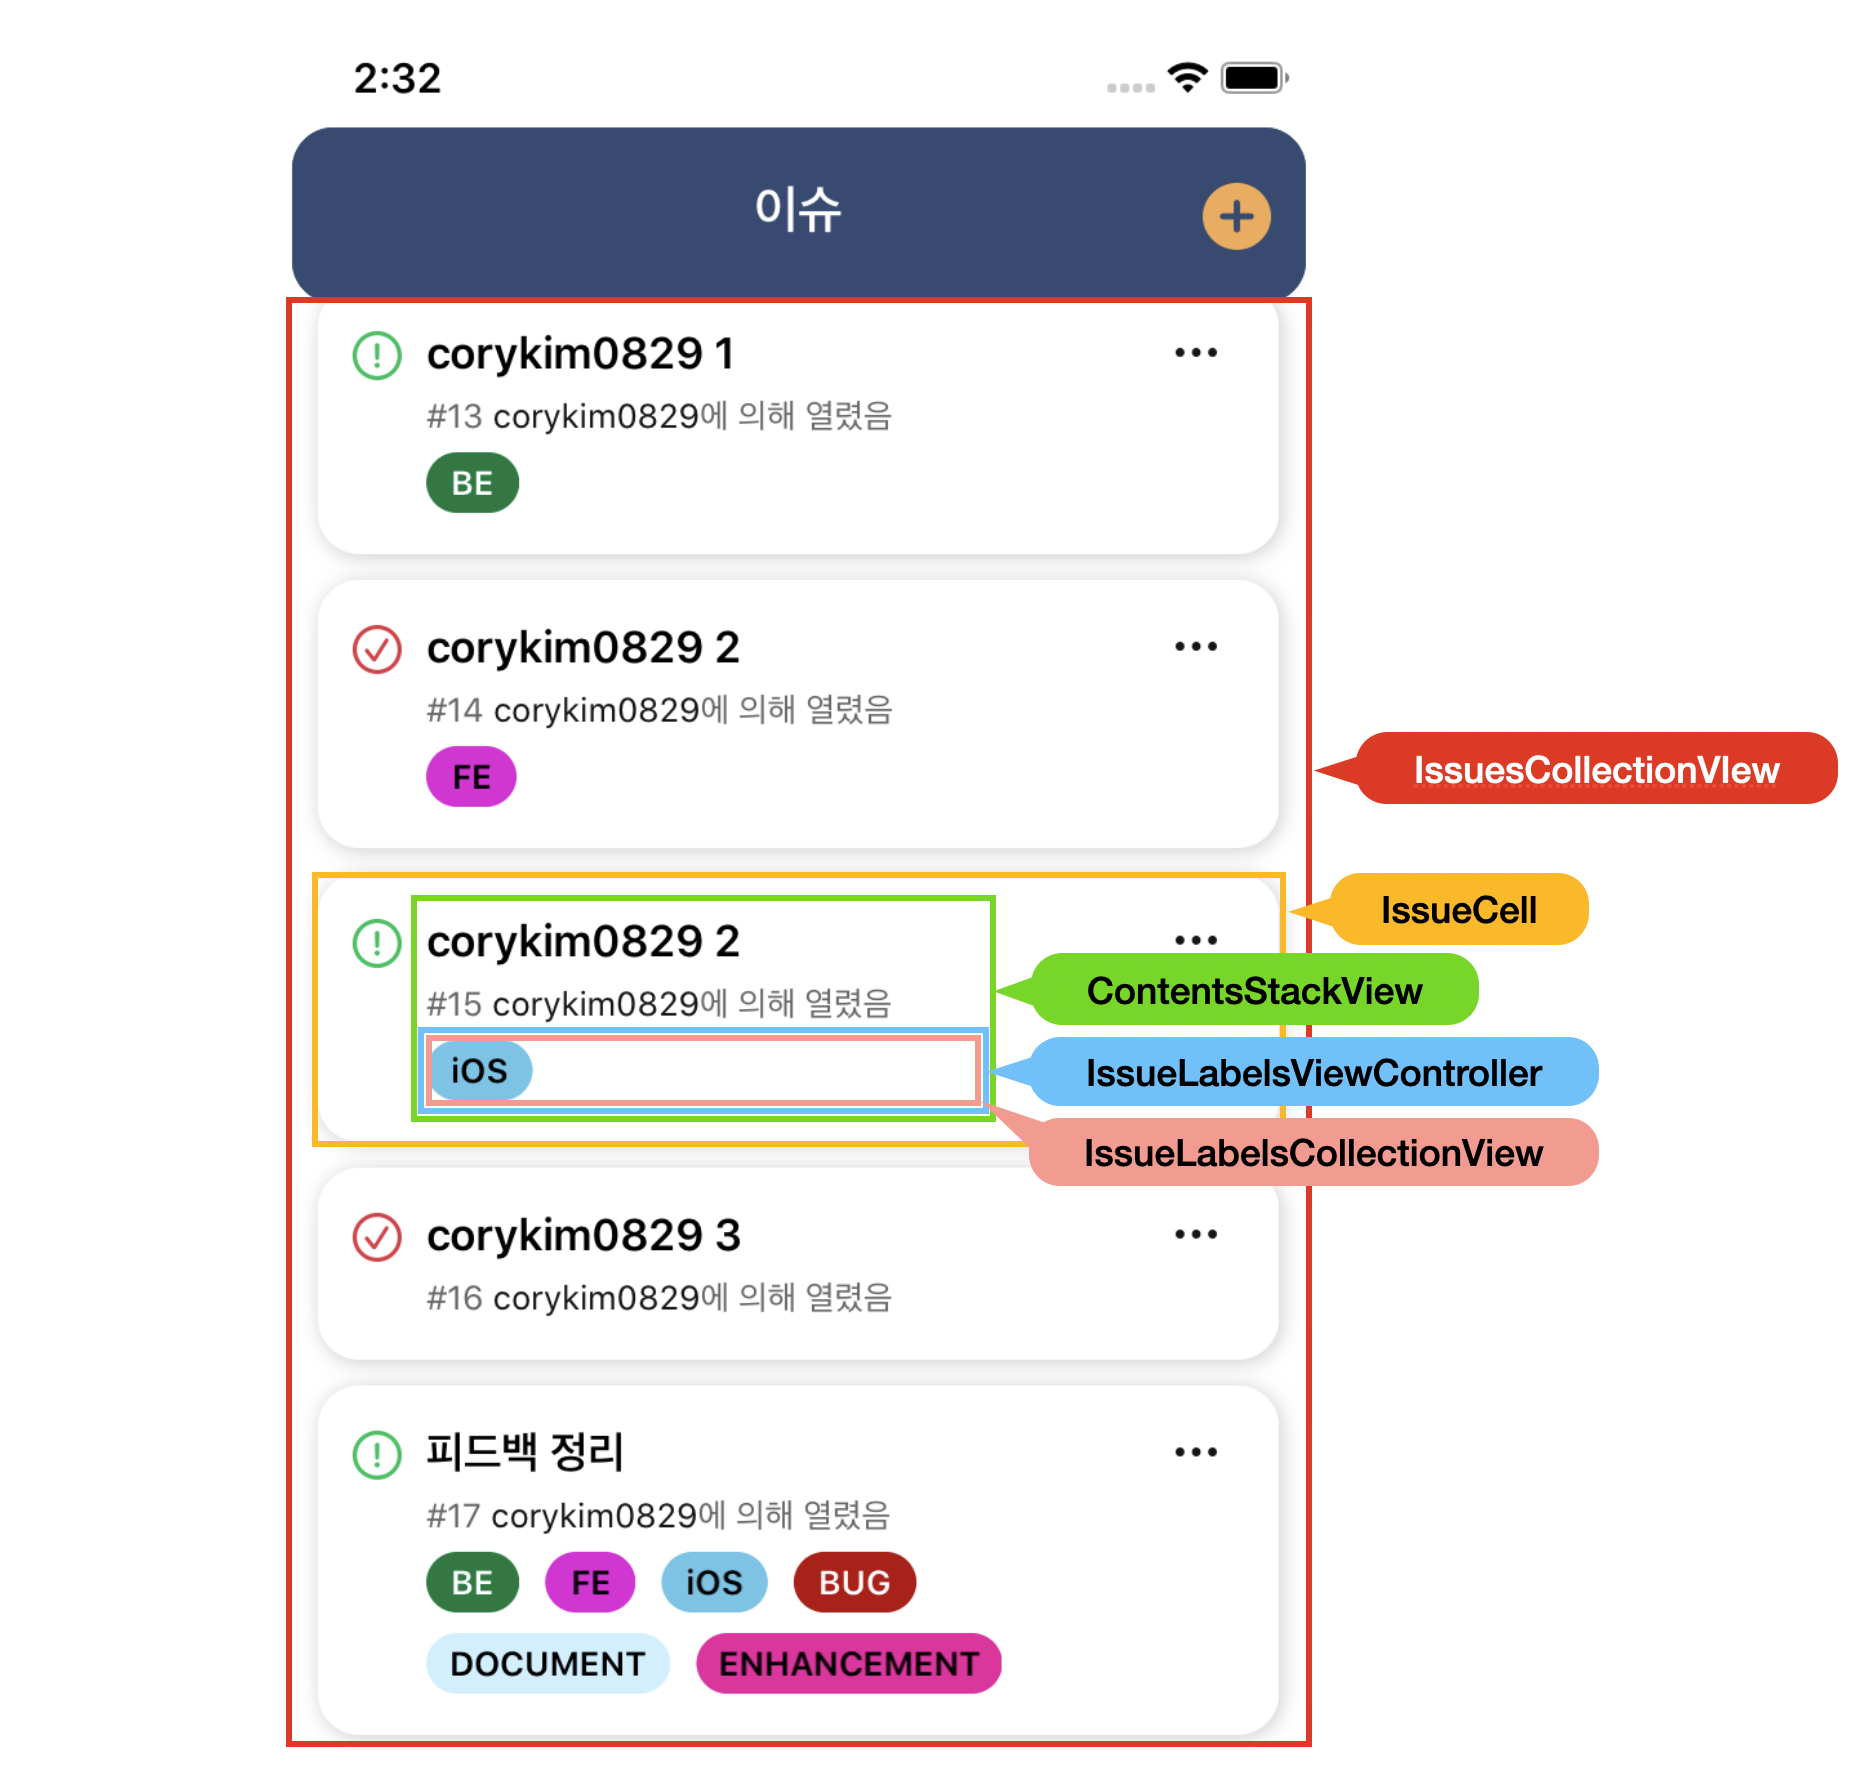 2:32
이슈
corykim0829 1
#13 corykim0829에 의해 열렸음
BE
corykim0829 2
#14 corykim0829에 의해 열렸음
FE
IssuesCollectionVIew
IssueCell
corykim0829 2
ContentsStackView
#15 corykim0829에 의해 열렸음
iOS
IssueLabelsViewController
IssueLabelsCollectionView
corykim0829 3
#16 corykim0829에 의해 열렸음
피드백 정리
#17 corykim0829에 의해 열렸음
BE FE iOS BUG
DOCUMENT ENHANCEMENT